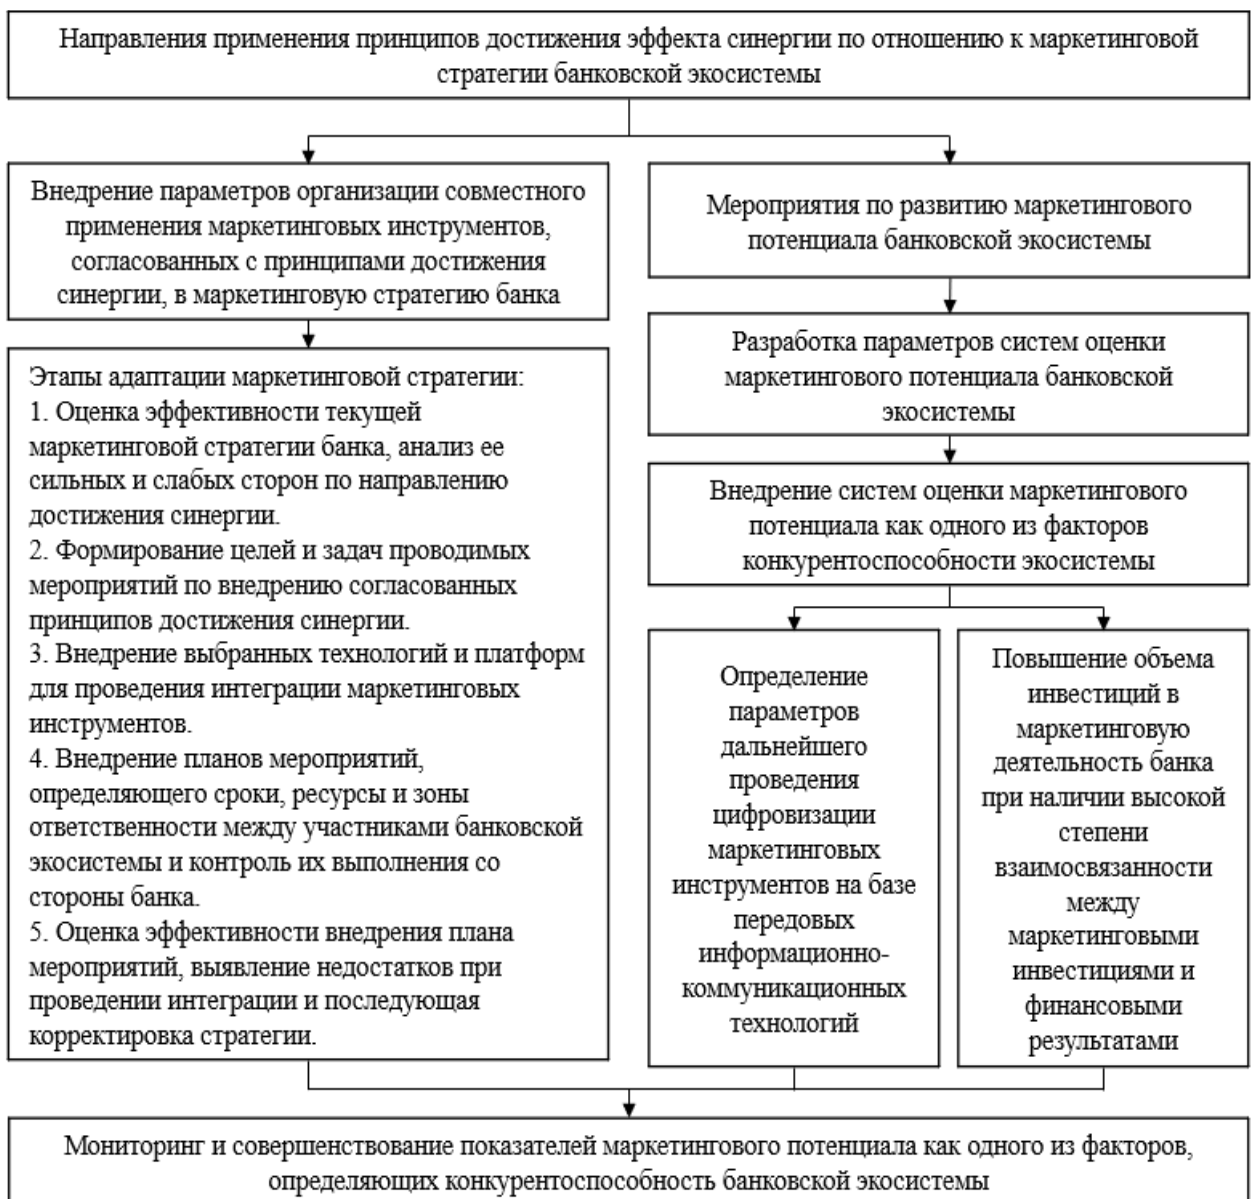 Направления применения принципов достижения эффекта синергии по отношению к маркетинговой
стратегии банковской экосистемы
Внедрение параметров организации совместного
применения маркетинговых инструментов,
согласованных с принципами достижения
синергии, в маркетинговую стратегию банка
Этапы адаптации маркетинговой стратегии:
1. Оценка эффективности текущей
маркетинговой стратегии банка, анализ ее
сильных и слабых сторон по направлению
достижения синергии.
2. Формирование целей и задач проводимых
мероприятий по внедрению согласованных
принципов достижения синергии.
3. Внедрение выбранных технологий и платформ
для проведения интеграции маркетинговых
инструментов.
4. Внедрение планов мероприятий,
определяющего сроки, ресурсы и зоны
ответственности между участниками банковской
экосистемы и контроль их выполнения со
стороны банка.
5. Оценка эффективности внедрения плана
мероприятий, выявление недостатков при
проведении интеграции и последующая
корректировка стратегии.
Мероприятия по развитию маркетингового
потенциала банковской экосистемы
Разработка параметров систем оценки
маркетингового потенциала банковской
экосистемы
Внедрение систем оценки маркетингового
потенциала как одного из факторов
конкурентоспособности экосистемы
Определение
параметров
дальнейшего
проведения
цифровизации
маркетинговых
инструментов на базе
передовых
информационно-
коммуникационных
технологий
Повышение объема
инвестиций в
маркетинговую
деятельность банка
при наличии высокой
степени
взаимосвязанности
между
маркетинговыми
инвестициями и
финансовыми
результатами
Мониторинг и совершенствование показателей маркетингового потенциала как одного из факторов,
определяющих конкурентоспособность банковской экосистемы